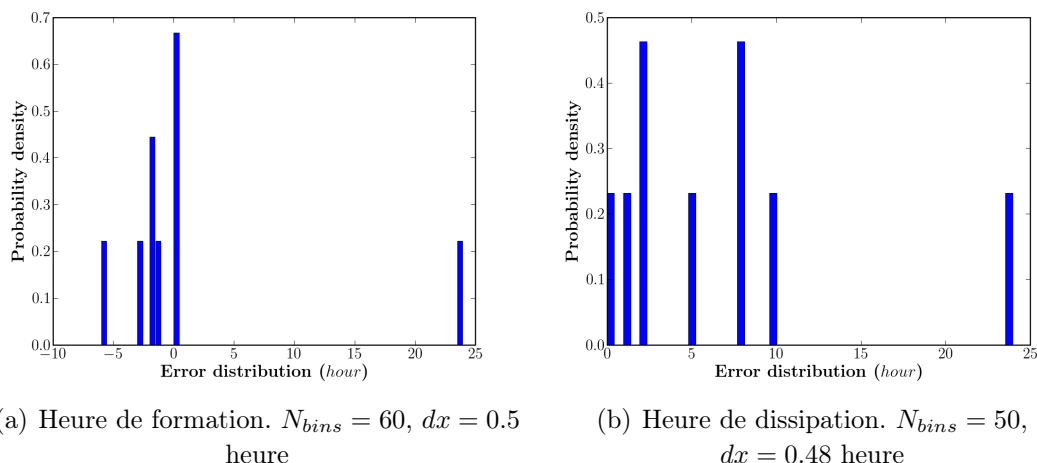 0.7
0.6
0.5
0.4
0.3
0.2
0.1
0.0
Probability density
−10 −5 0 5 10 15 20 25
Error distribution (hour)
0.5
0.4
0.3
0.2
0.1
0.0
Probability density
0 5 10 15 20 25
Error distribution (hour)
a) Heure de formation. N_bins = 60, dx = 0.5
heure
(b) Heure de dissipation. N_bins = 50,
dx = 0.48 heure